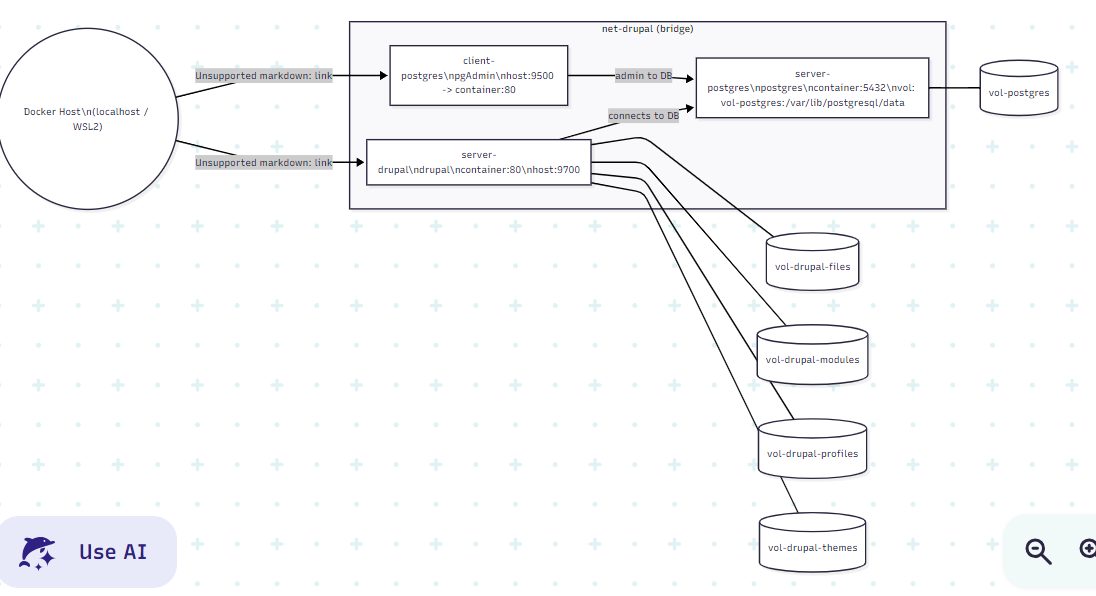 net-drupal (bridge)
Docker Host\n(localhost /
WSL2)
Unsupported markdown: link
Unsupported markdown: link
client-
postgres\npgAdmin\nhost:9500
-> container:80
admin to DB
server-
postgres\npostgres\ncontainer:5432\nvol:
vol-postgres:/var/lib/postgresql/data
vol-postgres
connects to DB
server-
drupal\ndrupal\ncontainer:80\nhost:9700
vol-drupal-files
vol-drupal-modules
vol-drupal-profiles
vol-drupal-themes
Use AI